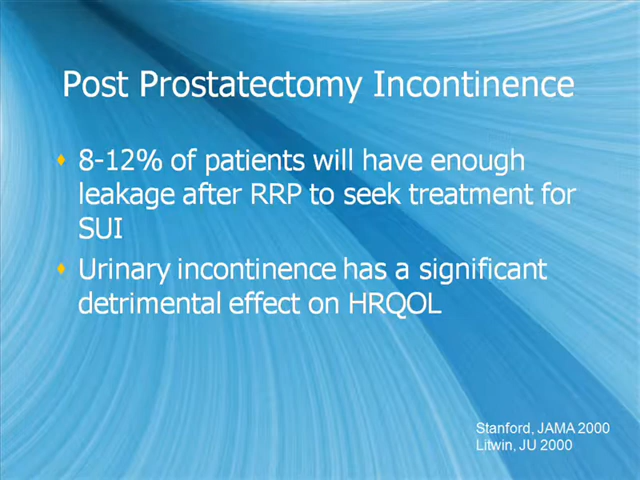 Post Prostatectomy Incontinence
8-12% of patients will have enough
leakage after RRP to seek treatment for
SUI
Urinary incontinence has a significant
detrimental effect on HRQOL
Stanford, JAMA 2000
Litwin, JU 2000